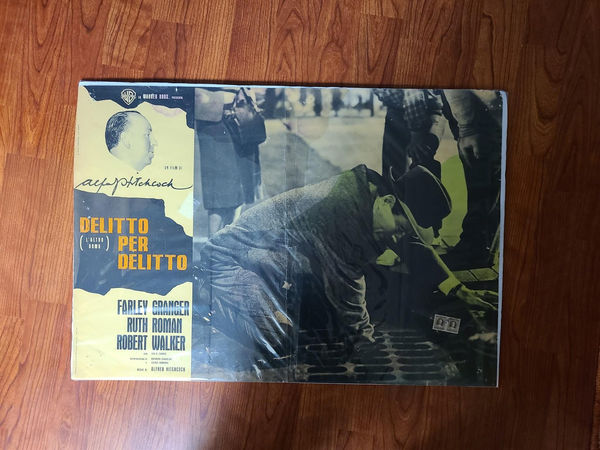 WB
WARNER BROS.
UN FILM DI
Alfred Hitchcock
DELITTO
(L'ALTRO
UOMO)
PER
DELITTO
FARLEY GRANGER
RUTH ROMAN
ROBERT WALKER
ALFRED HITCHCOCK